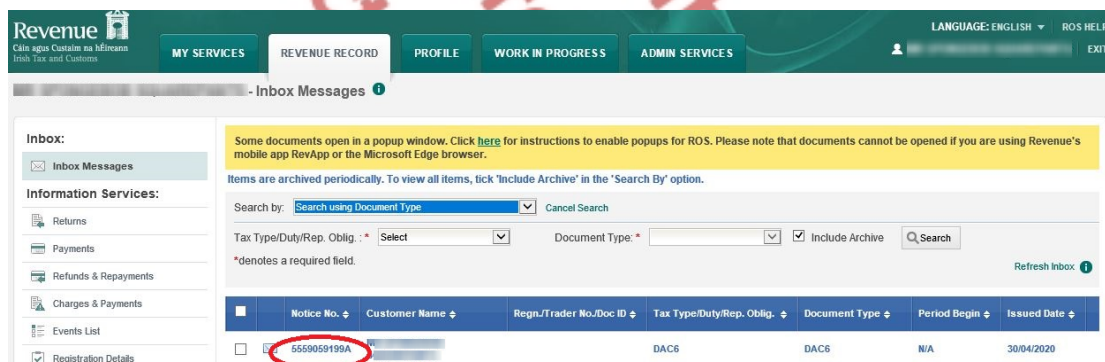 Revenue
Cáin agus Custaim na hÉireann
Irish Tax and Customs
MY SERVICES
REVENUE RECORD
PROFILE
WORK IN PROGRESS
ADMIN SERVICES
LANGUAGE: ENGLISH
ROS HELP
EXIT
- Inbox Messages
Inbox:
Inbox Messages
Information Services:
Returns
Payments
Refunds & Repayments
Charges & Payments
Events List
Registration Details
Some documents open in a popup window. Click here for instructions to enable popups for ROS. Please note that documents cannot be opened if you are using Revenue's
mobile app RevApp or the Microsoft Edge browser.
Items are archived periodically. To view all items, tick 'Include Archive' in the 'Search By' option.
Search by: Search using Document Type Cancel Search
Tax Type/Duty/Rep. Oblig. : * Select Document Type: * Include Archive Search
*denotes a required field.
Refresh Inbox
Notice No. Customer Name Regn./Trader No./Doc ID Tax Type/Duty/Rep. Oblig. Document Type Period Begin Issued Date
5559059199A DAC6 DAC6 N/A 30/04/2020